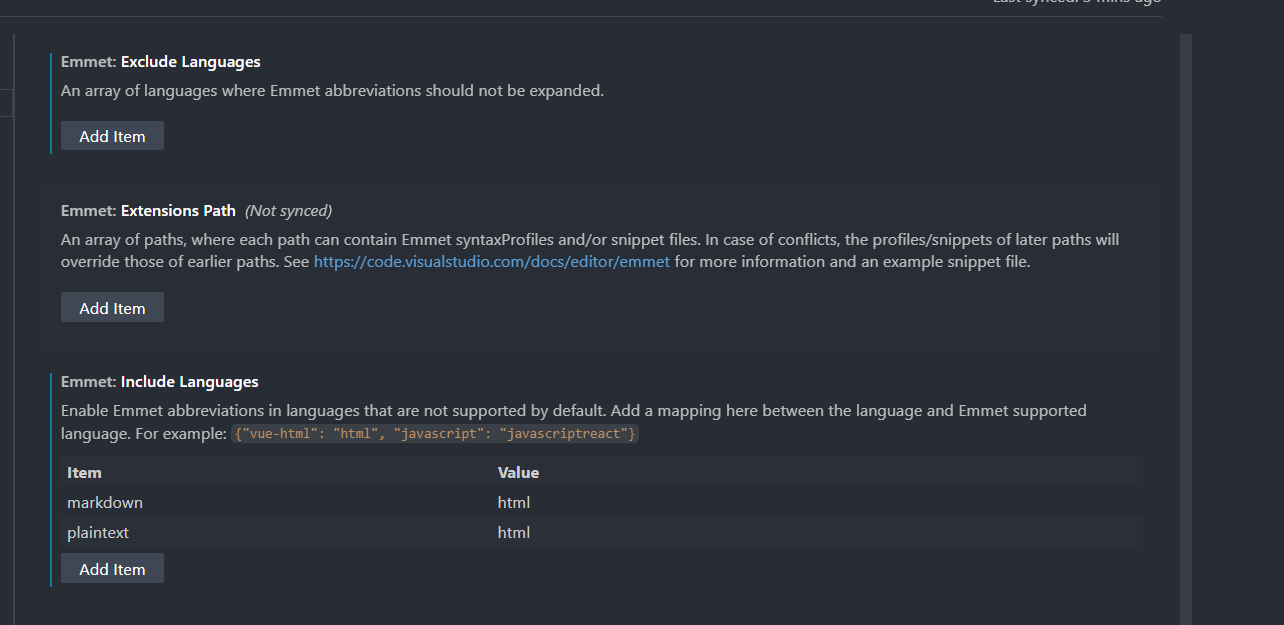 Last synced: 3 mins ago
Emmet: Exclude Languages
An array of languages where Emmet abbreviations should not be expanded.
Add Item
Emmet: Extensions Path (Not synced)
An array of paths, where each path can contain Emmet syntaxProfiles and/or snippet files. In case of conflicts, the profiles/snippets of later paths will
override those of earlier paths. See https://code.visualstudio.com/docs/editor/emmet for more information and an example snippet file.
Add Item
Emmet: Include Languages
Enable Emmet abbreviations in languages that are not supported by default. Add a mapping here between the language and Emmet supported
language. For example: {"vue-html": "html", "javascript": "javascriptreact"}
Item Value
markdown html
plaintext html
Add Item